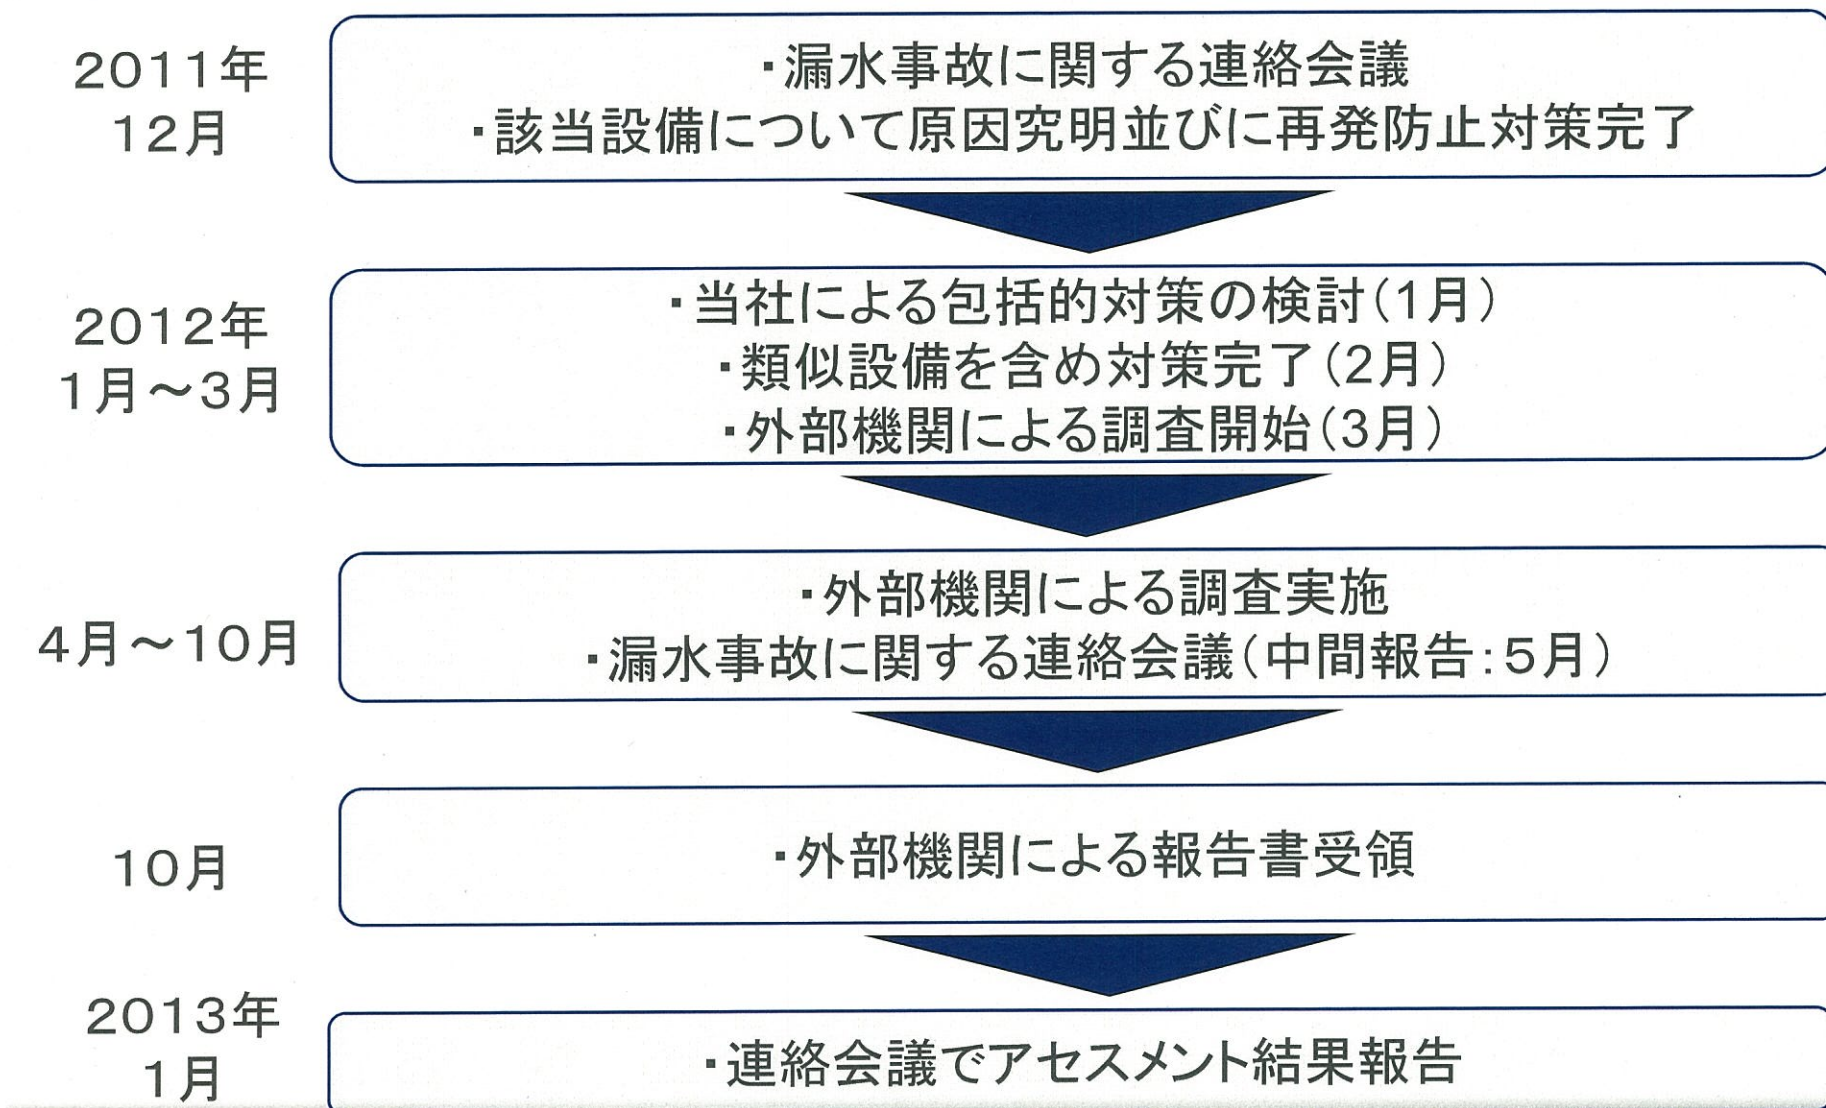 2011年
12月
・漏水事故に関する連絡会議
・該当設備について原因究明並びに再発防止対策完了
2012年
1月～3月
・当社による包括的対策の検討(1月)
・類似設備を含め対策完了(2月)
・外部機関による調査開始(3月)
4月～10月
・外部機関による調査実施
・漏水事故に関する連絡会議(中間報告:5月)
10月
・外部機関による報告書受領
2013年
1月
・連絡会議でアセスメント結果報告